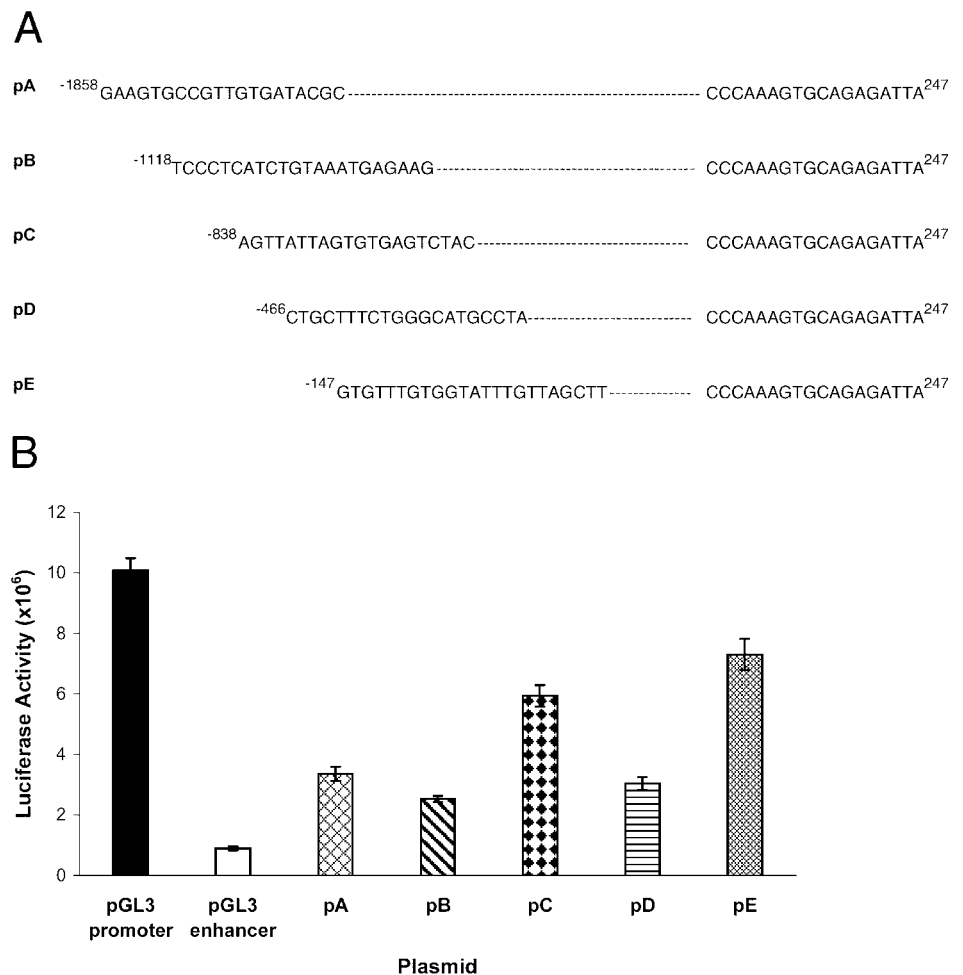 A
pA -1858GAAGTGCCGTTGTGATACGC CCCAAAGTGCAGAGATTA247
pB -1118TCCCTCATCTGTAAATGAGAAG CCCAAAGTGCAGAGATTA247
pC -838AGTTATTAGTGTGAGTCTAC CCCAAAGTGCAGAGATTA247
pD -466CTGCTTTCTGGGCATGCCTA CCCAAAGTGCAGAGATTA247
pE -147GTGTTTGTGGTATTTGTTAGCTT CCCAAAGTGCAGAGATTA247
B
Luciferase Activity (x10⁶)
12
10
8
6
4
2
0
pGL3 promoter
pGL3 enhancer
pA
pB
pC
pD
pE
Plasmid